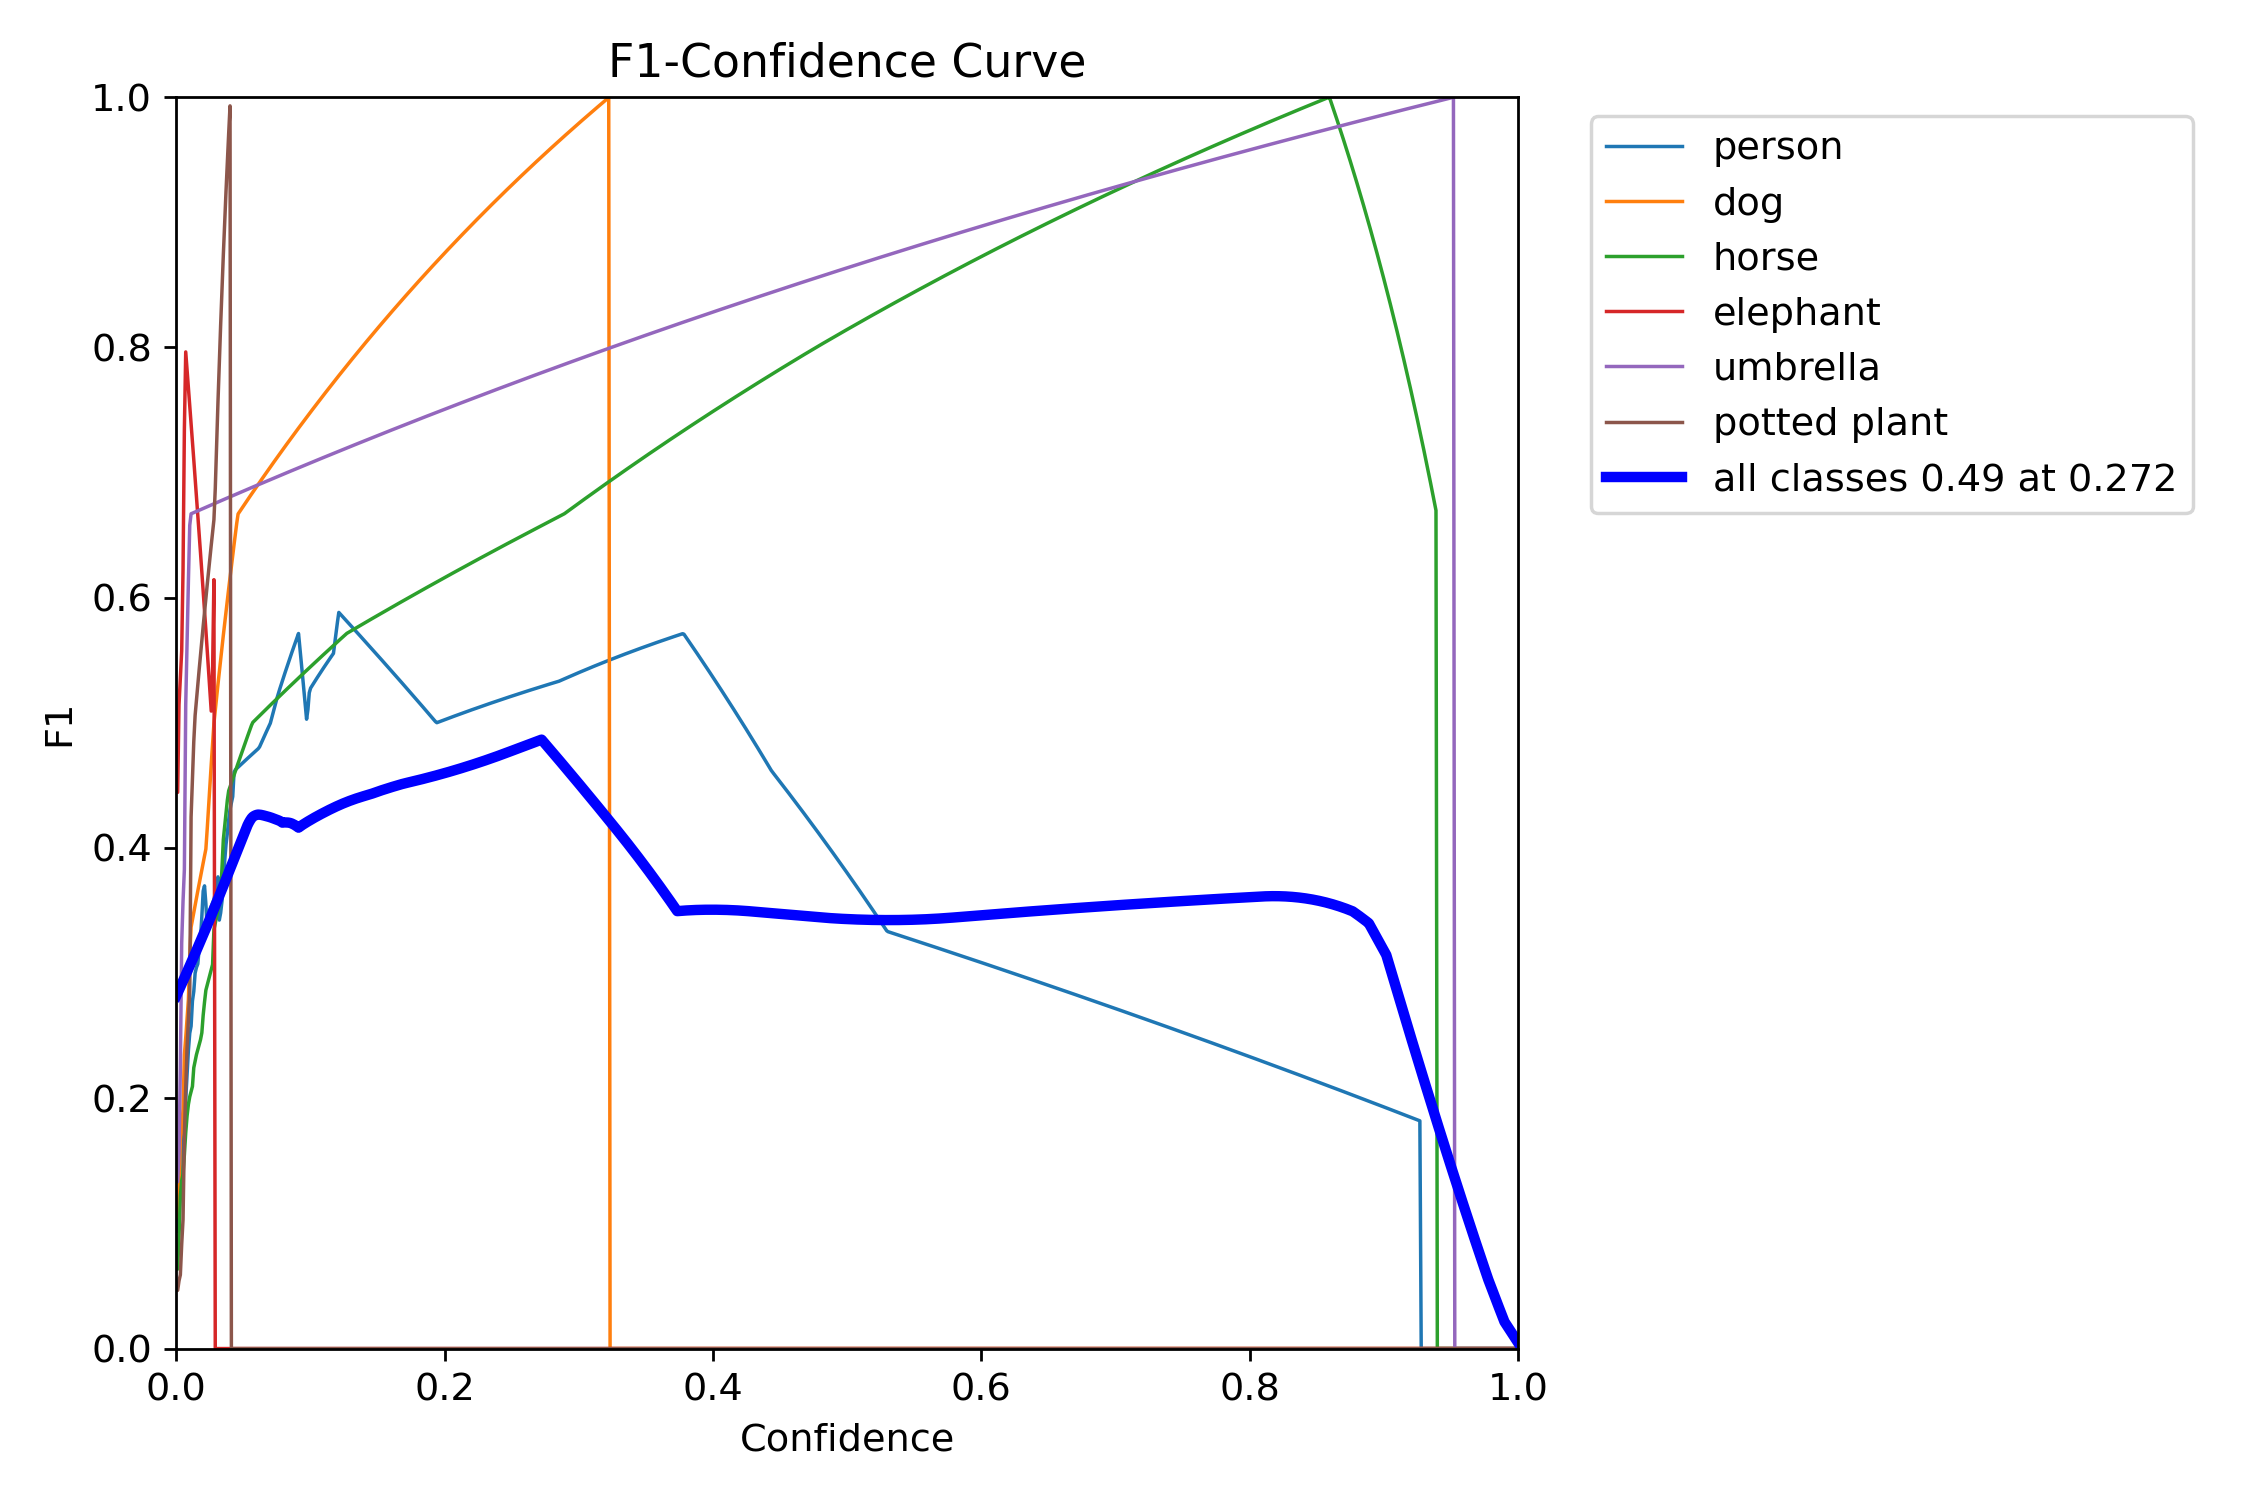 F1-Confidence Curve
1.0
0.8
0.6
0.4
0.2
0.0
F1
0.0 0.2 0.4 0.6 0.8 1.0
Confidence
person
dog
horse
elephant
umbrella
potted plant
all classes 0.49 at 0.272